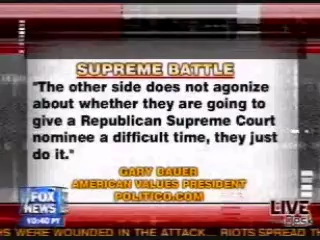 SUPREME BATTLE
"The other side does not agonize
about whether they are going to
give a Republican Supreme Court
nominee a difficult time, they just
do it."
GARY BAUER
AMERICAN VALUES PRESIDENT
POLITICO.COM
FOX
NEWS
10:40 PT
LIVE
WERE WOUNDED IN THE ATTACK... RIOTS SPREAD